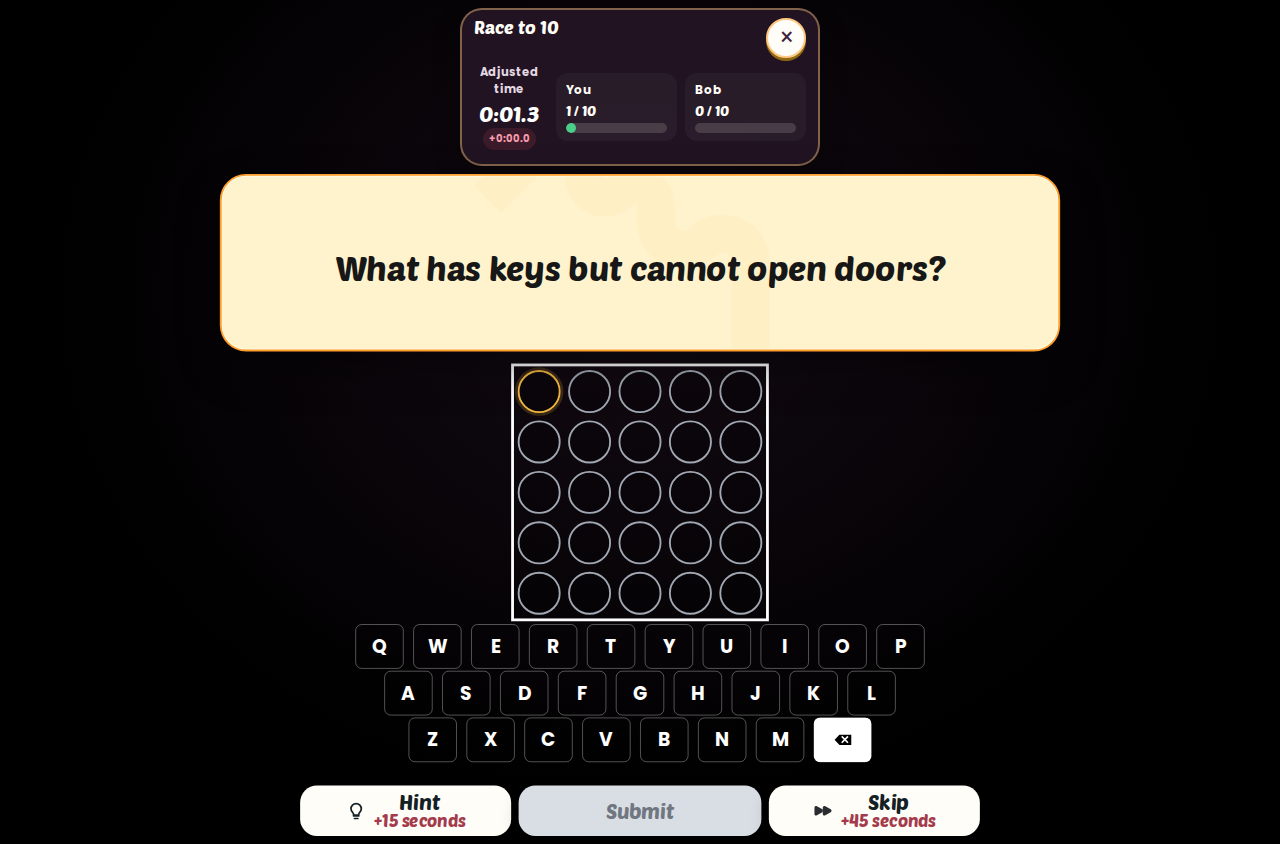 Race to 10
×
Adjusted
time
0:01.3
+0:00.0
You
1 / 10
Bob
0 / 10
What has keys but cannot open doors?
Q W E R T Y U I O P
A S D F G H J K L
Z X C V B N M
Hint
+15 seconds
Submit
Skip
+45 seconds